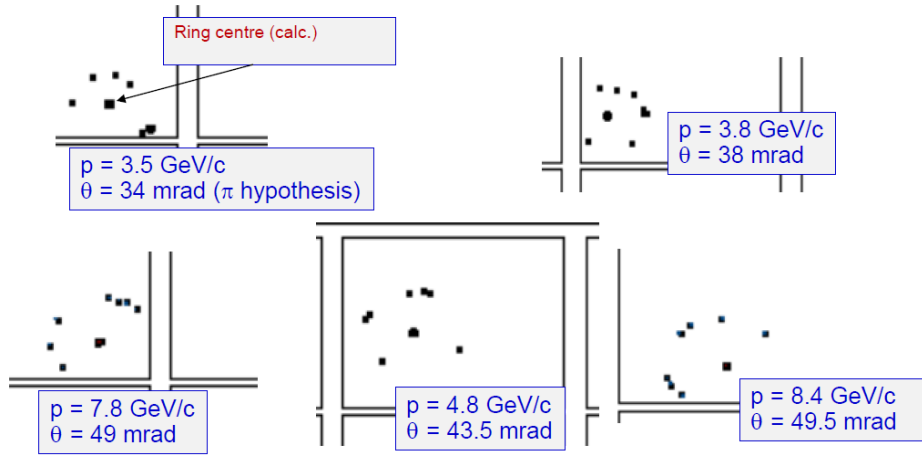 Ring centre (calc.)
p = 3.5 GeV/c
θ = 34 mrad (π hypothesis)
p = 3.8 GeV/c
θ = 38 mrad
p = 7.8 GeV/c
θ = 49 mrad
p = 4.8 GeV/c
θ = 43.5 mrad
p = 8.4 GeV/c
θ = 49.5 mrad